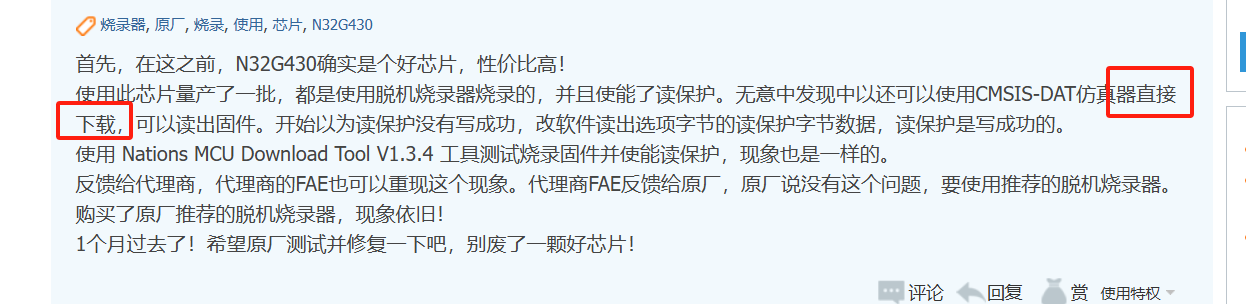 烧录器, 原厂, 烧录, 使用, 芯片, N32G430
首先，在这之前，N32G430确实是个好芯片，性价比高！
使用此芯片量产了一批，都是使用脱机烧录器烧录的，并且使能了读保护。无意中发现中以还可以使用CMSIS-DAT仿真器直接
下载，可以读出固件。开始以为读保护没有写成功，改软件读出选项字节的读保护字节数据，读保护是写成功的。
使用 Nations MCU Download Tool V1.3.4 工具测试烧录固件并使能读保护，现象也是一样的。
反馈给代理商，代理商的FAE也可以重现这个现象。代理商FAE反馈给原厂，原厂说没有这个问题，要使用推荐的脱机烧录器。
购买了原厂推荐的脱机烧录器，现象依旧！
1个月过去了！希望原厂测试并修复一下吧，别废了一颗好芯片！
评论 回复 赏 使用特权